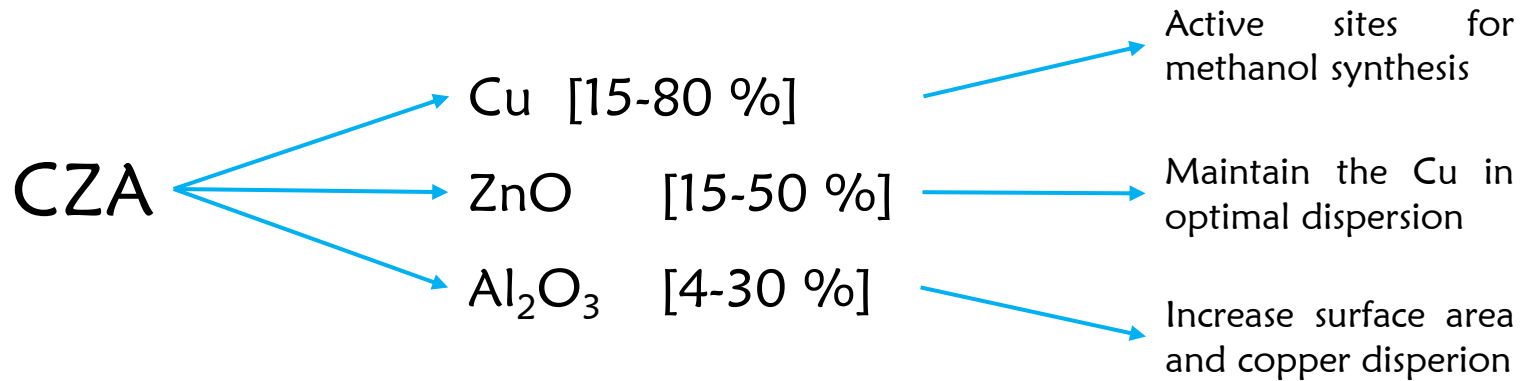 CZA
Cu [15-80 %]
Active sites for
methanol synthesis
ZnO [15-50 %]
Maintain the Cu in
optimal dispersion
Al₂O₃ [4-30 %]
Increase surface area
and copper disperion